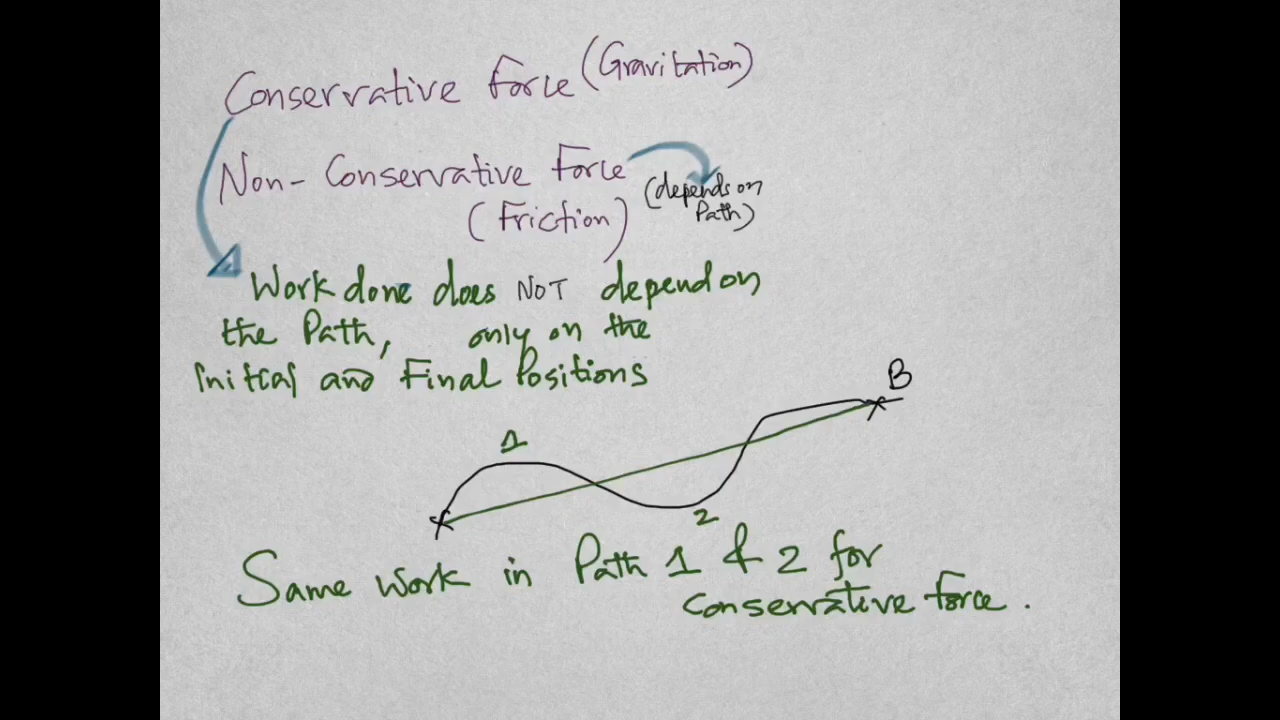 Conservative Force (Gravitation)
Non-Conservative Force
(Friction)
(depends on
Path)
Work done does NOT depend on
the Path, only on the
Initial and Final Positions
B
1
2
Same work in Path 1 & 2 for
conservative force.